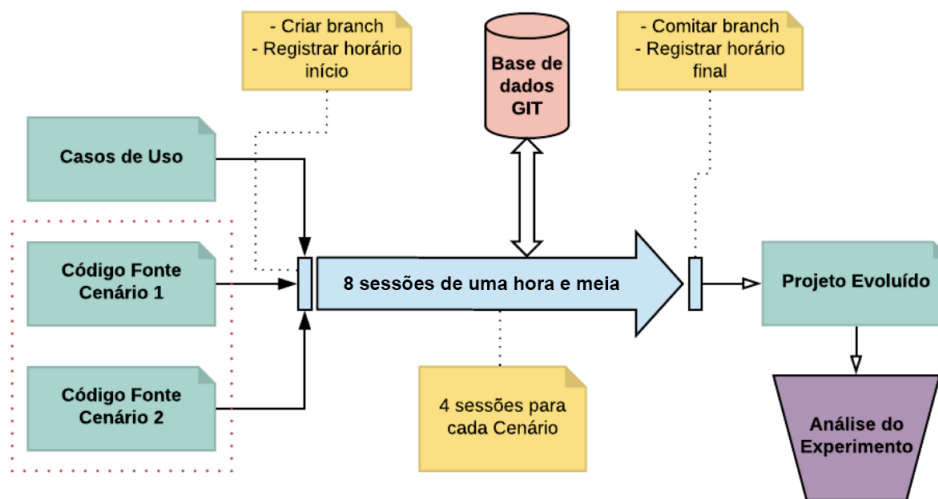 - Criar branch
- Registrar horário
início
Base de
dados
GIT
- Comitar branch
- Registrar horário
final
Casos de Uso
Código Fonte
Cenário 1
8 sessões de uma hora e meia
Projeto Evoluído
Código Fonte
Cenário 2
4 sessões para
cada Cenário
Análise do
Experimento